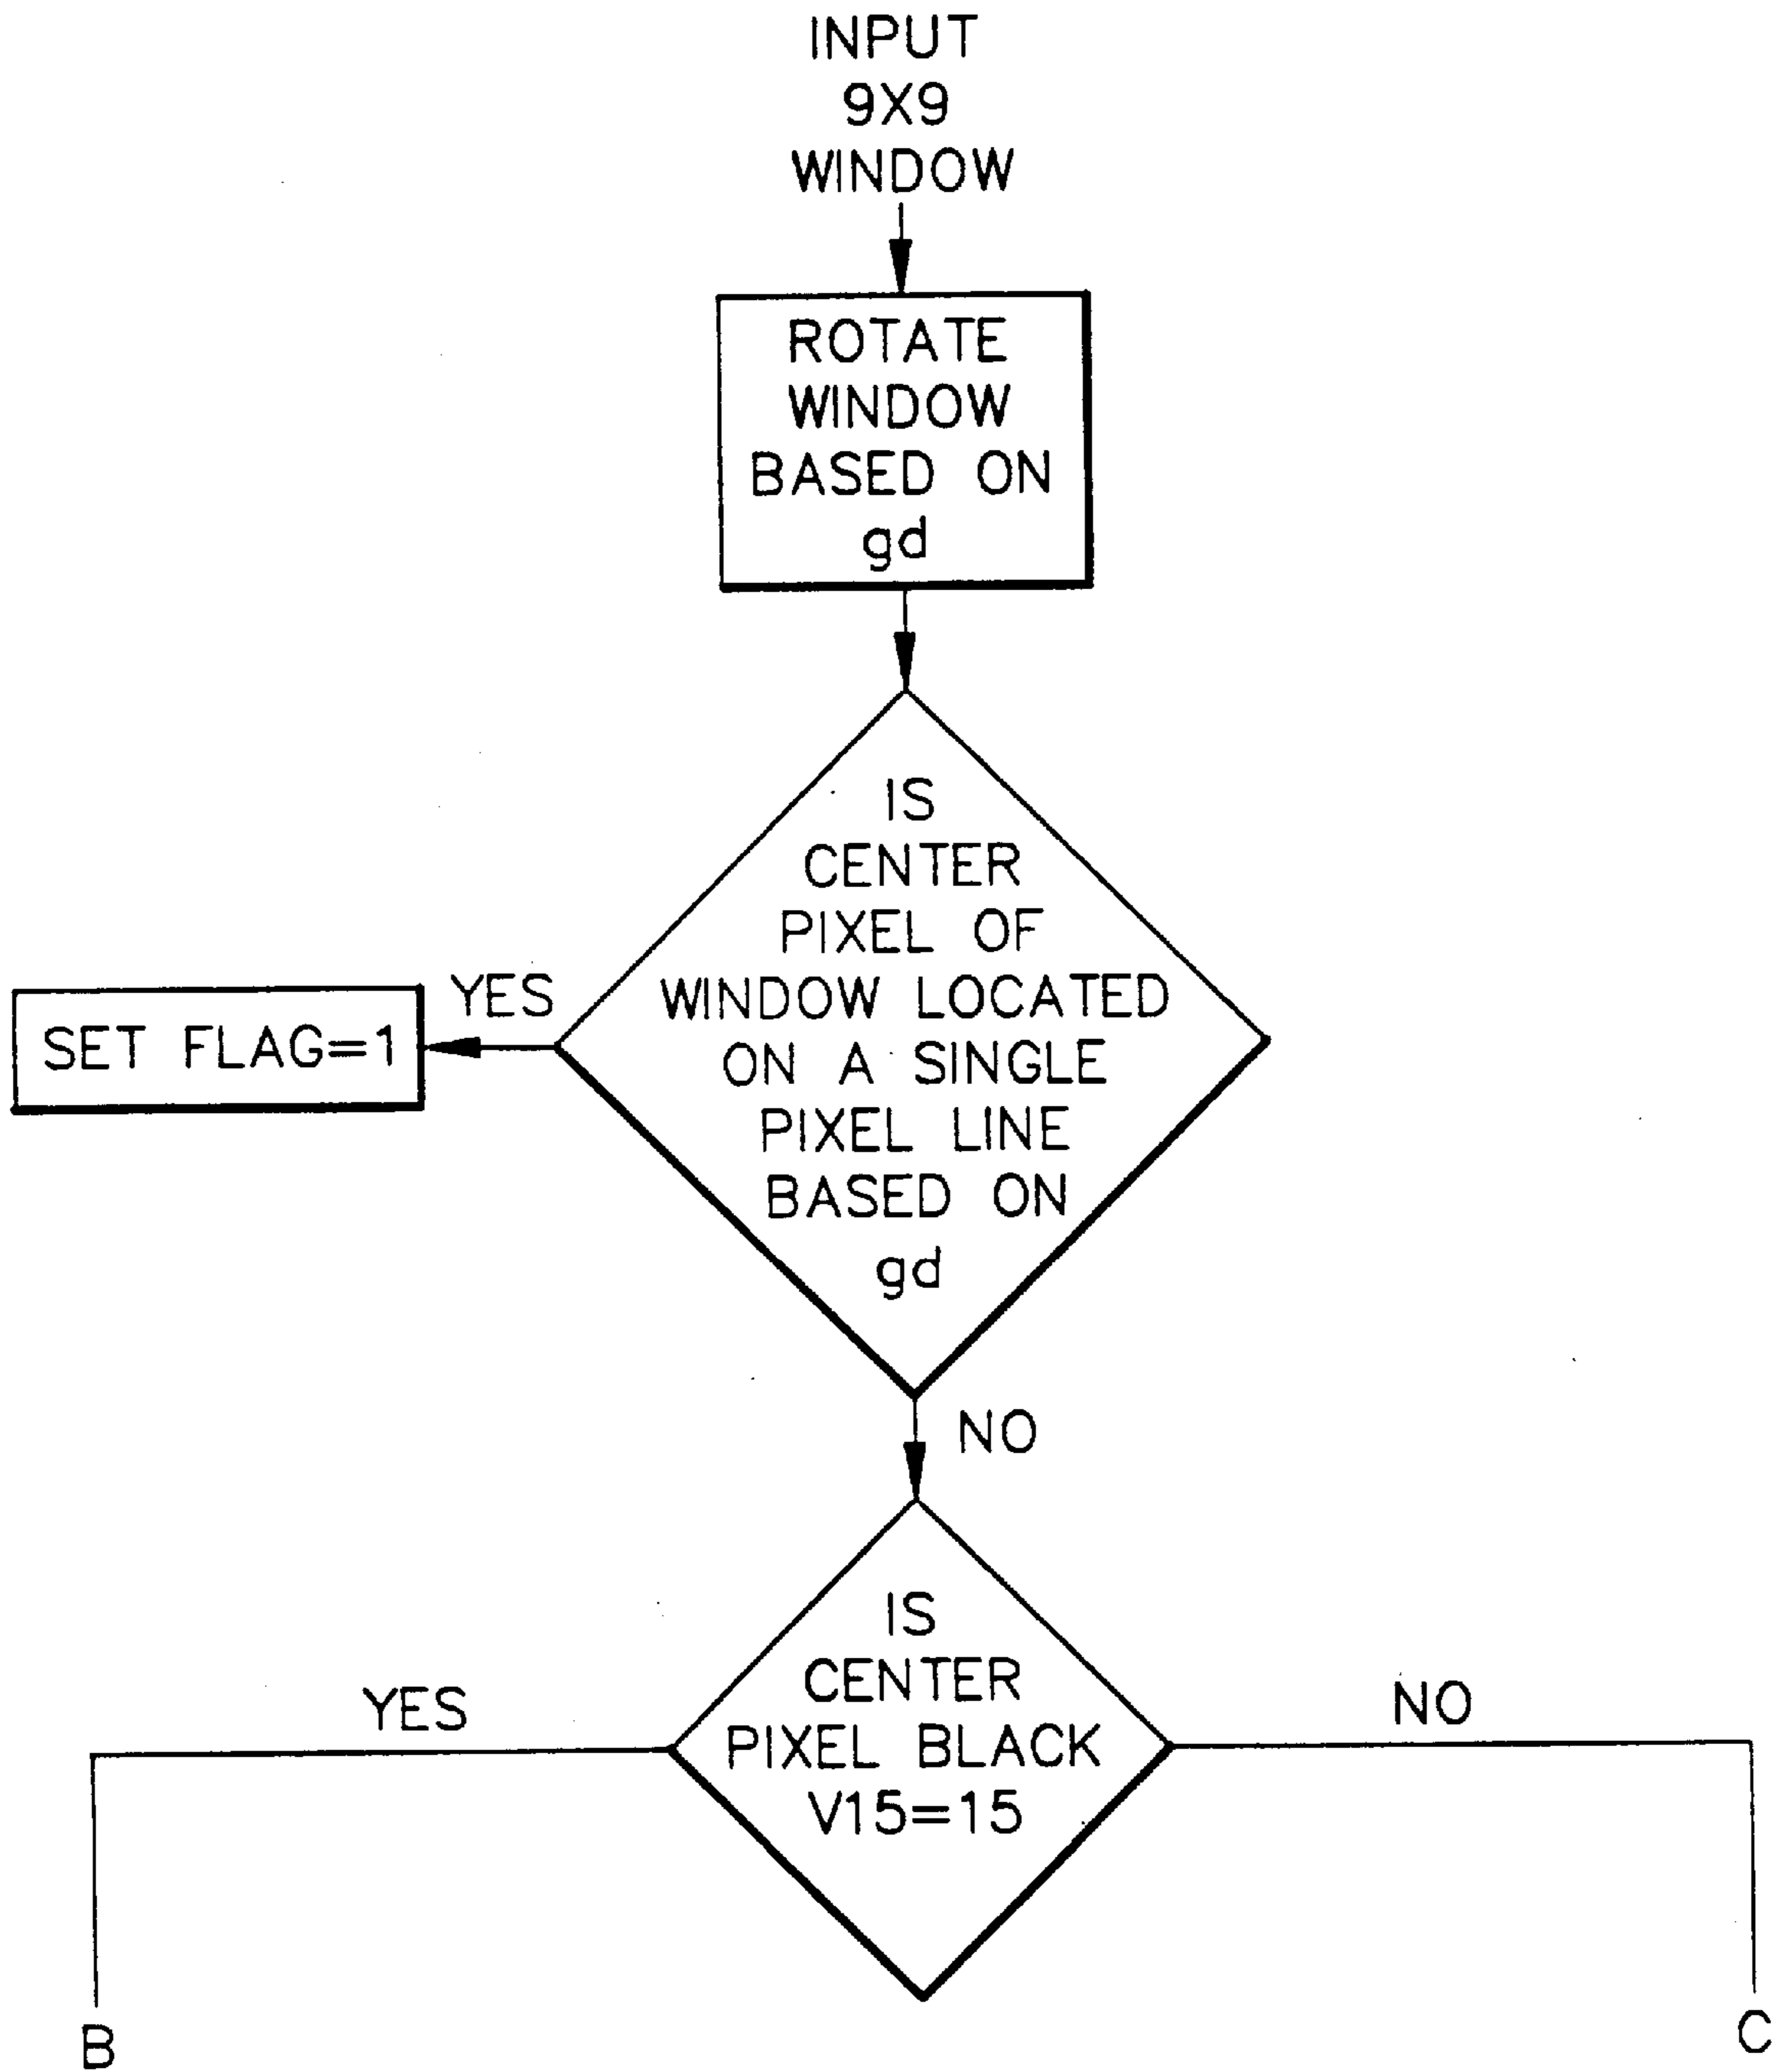 INPUT
9X9
WINDOW
ROTATE
WINDOW
BASED ON
gd
IS
CENTER
PIXEL OF
WINDOW LOCATED
ON A SINGLE
PIXEL LINE
BASED ON
gd
YES
SET FLAG=1
NO
IS
CENTER
PIXEL BLACK
V15=15
YES
NO
B
C